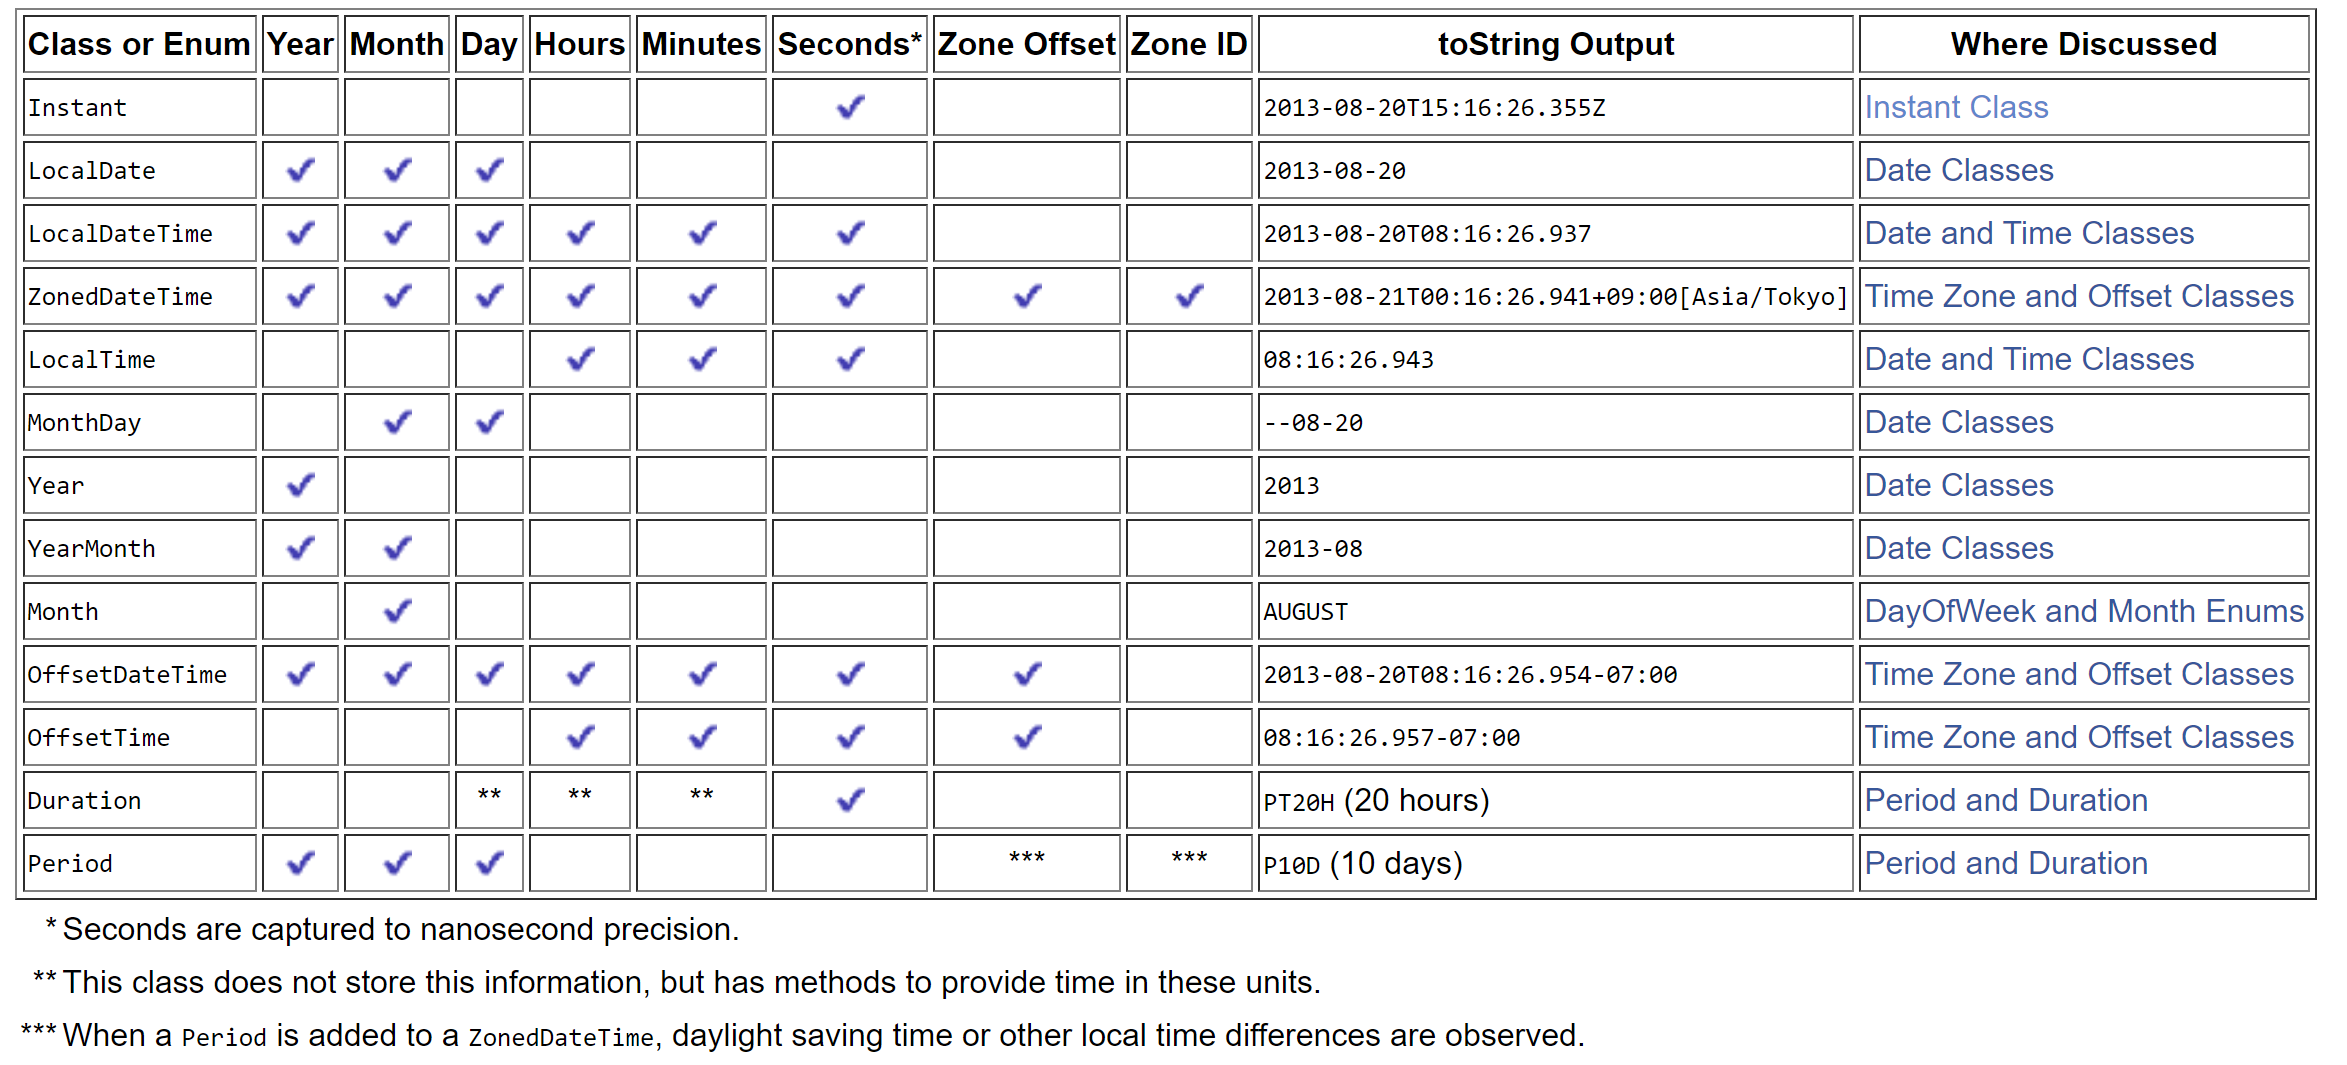 Class or Enum Year Month Day Hours Minutes Seconds* Zone Offset Zone ID toString Output Where Discussed
Instant ✔ 2013-08-20T15:16:26.355Z Instant Class
LocalDate ✔ ✔ ✔ 2013-08-20 Date Classes
LocalDateTime ✔ ✔ ✔ ✔ ✔ ✔ 2013-08-20T08:16:26.937 Date and Time Classes
ZonedDateTime ✔ ✔ ✔ ✔ ✔ ✔ ✔ ✔ 2013-08-21T00:16:26.941+09:00[Asia/Tokyo] Time Zone and Offset Classes
LocalTime ✔ ✔ ✔ 08:16:26.943 Date and Time Classes
MonthDay ✔ ✔ --08-20 Date Classes
Year ✔ 2013 Date Classes
YearMonth ✔ ✔ 2013-08 Date Classes
Month ✔ AUGUST DayOfWeek and Month Enums
OffsetDateTime ✔ ✔ ✔ ✔ ✔ ✔ ✔ 2013-08-20T08:16:26.954-07:00 Time Zone and Offset Classes
OffsetTime ✔ ✔ ✔ ✔ 08:16:26.957-07:00 Time Zone and Offset Classes
Duration ** ** ** ✔ PT20H (20 hours) Period and Duration
Period ✔ ✔ ✔ *** *** P10D (10 days) Period and Duration
* Seconds are captured to nanosecond precision.
** This class does not store this information, but has methods to provide time in these units.
*** When a Period is added to a ZonedDateTime, daylight saving time or other local time differences are observed.